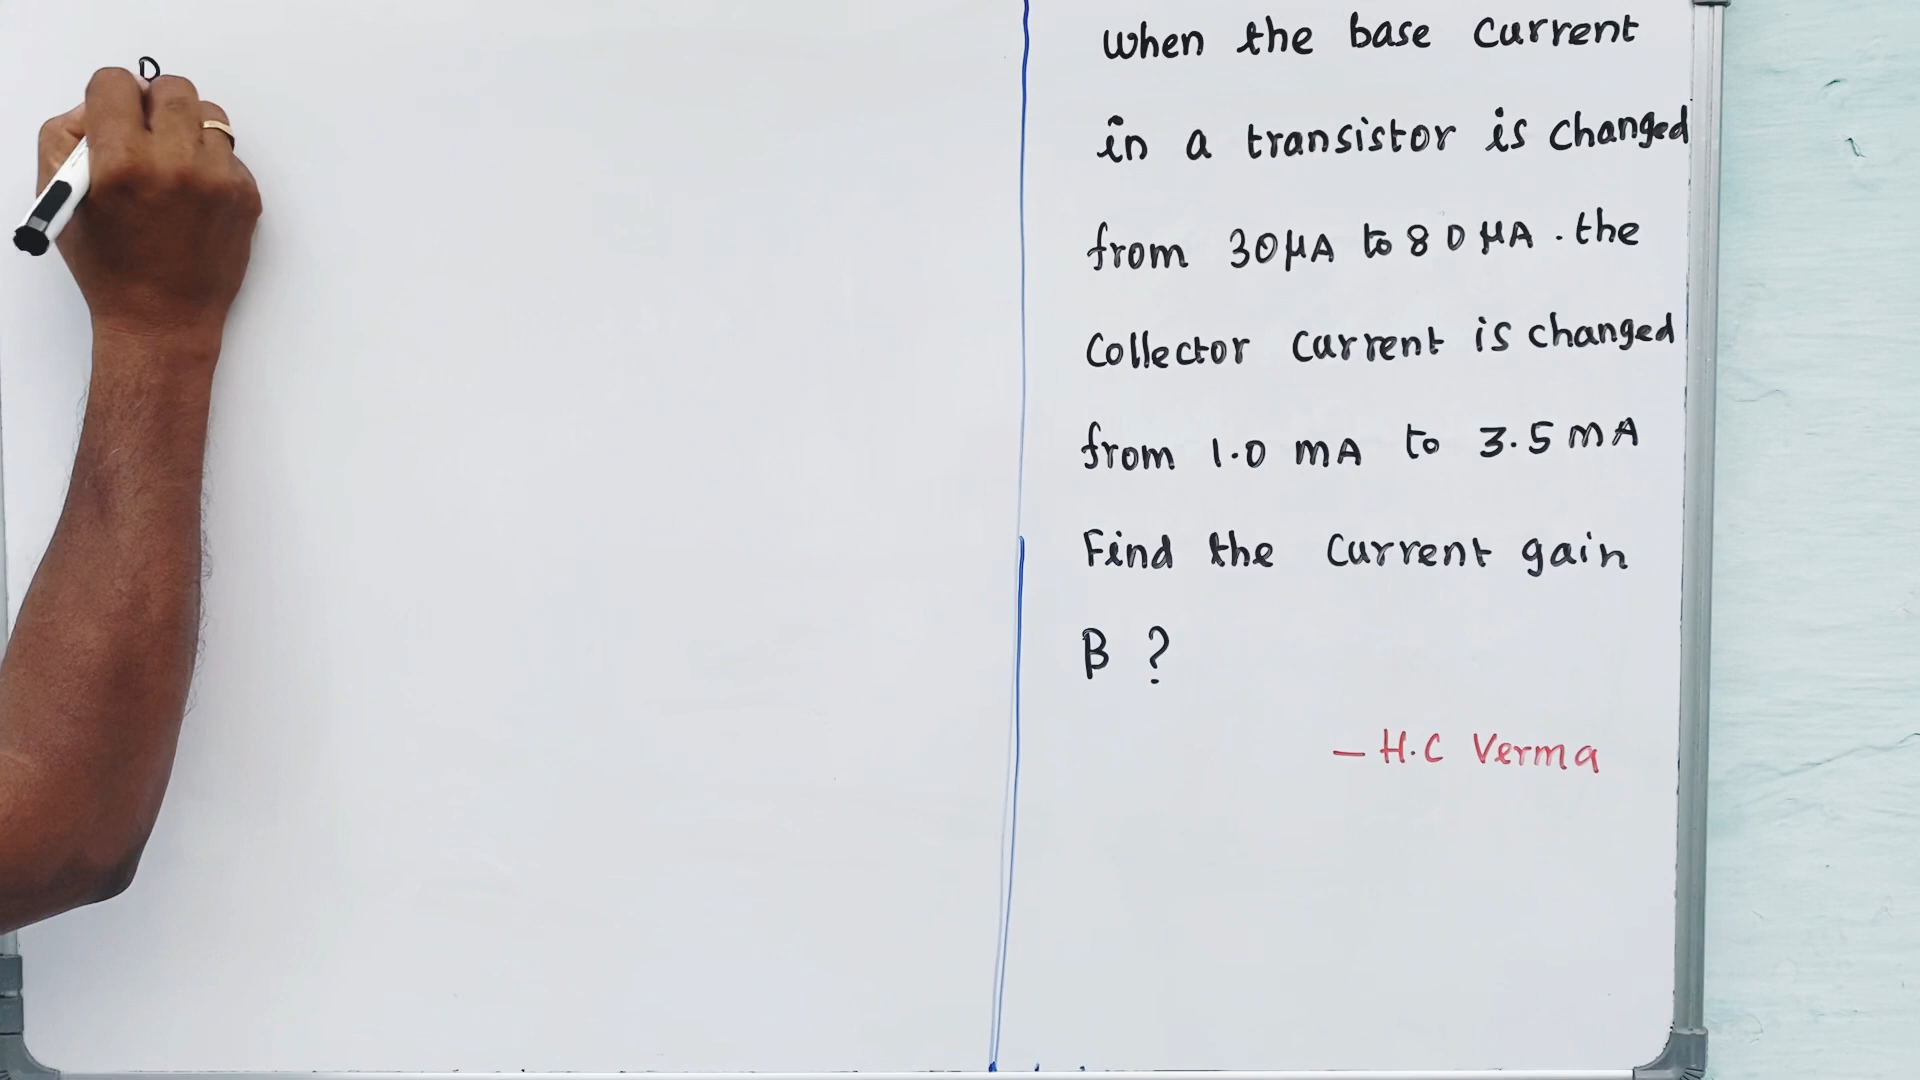 D
When the base current
in a transistor is changed
from 30μA to 80μA . the
Collector Current is changed
from 1.0 mA to 3.5 mA
Find the Current gain
β ?
– H.C Verma